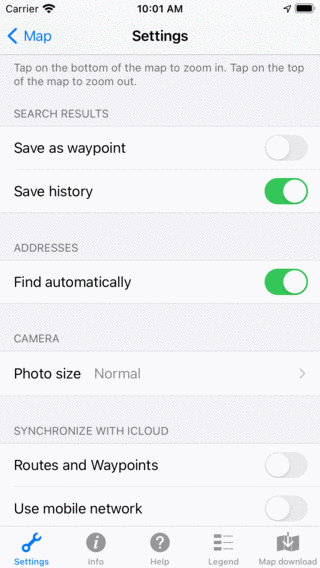 Carrier 10:01 AM
Map Settings
Tap on the bottom of the map to zoom in. Tap on the top
of the map to zoom out.
SEARCH RESULTS
Save as waypoint
Save history
ADDRESSES
Find automatically
CAMERA
Photo size Normal
SYNCHRONIZE WITH ICLOUD
Routes and Waypoints
Use mobile network
Settings Info Help Legend Map download